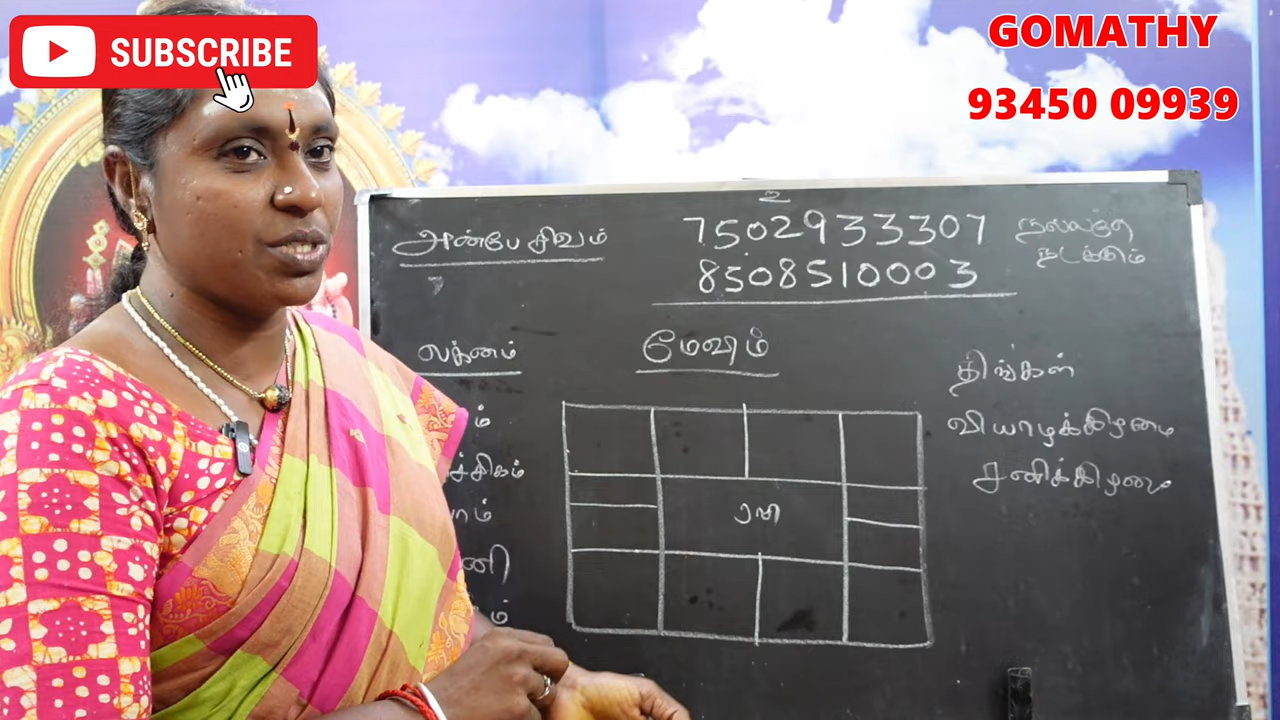 SUBSCRIBE
GOMATHY
93450 09939
அன்பே சிவம்
உ
7502933307
8508510003
நல்லதே
நடக்கும்
லக்னம்
மேஷம்
திங்கள்
வியாழக்கிழமை
சனிக்கிழமை
ம்
ச்சிகம்
ராசி
னி
ம்